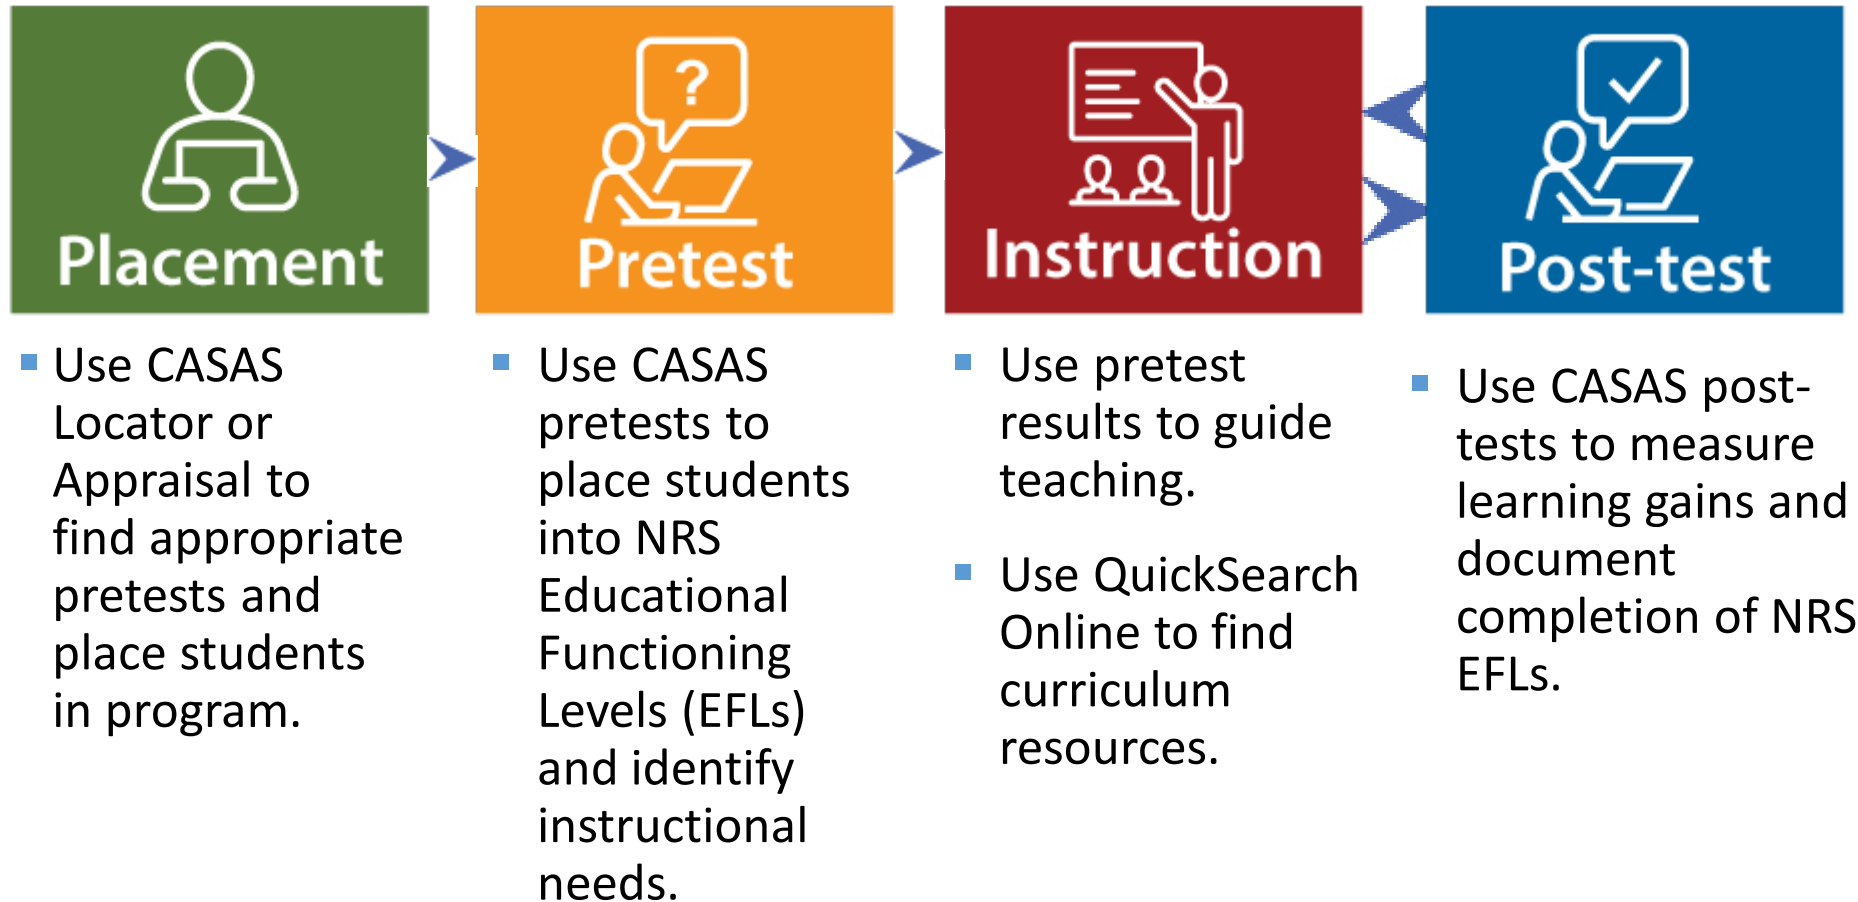 Placement
Use CASAS
Locator or
Appraisal to
find appropriate
pretests and
place students
in program.
?
Pretest
Use CASAS
pretests to
place students
into NRS
Educational
Functioning
Levels (EFLs)
and identify
instructional
needs.
Instruction
Use pretest
results to guide
teaching.
Use QuickSearch
Online to find
curriculum
resources.
Post-test
Use CASAS post-
tests to measure
learning gains and
document
completion of NRS
EFLs.